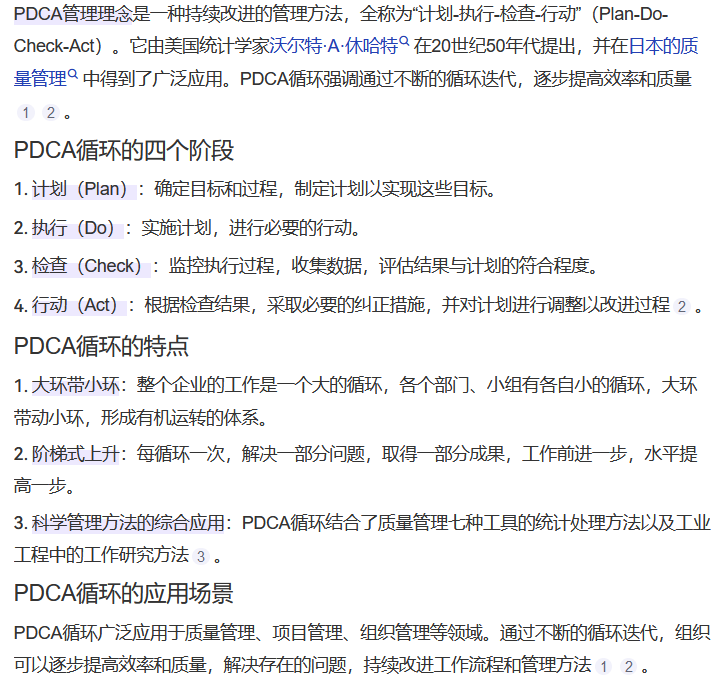 PDCA管理理念是一种持续改进的管理方法，全称为“计划-执行-检查-行动”（Plan-Do-
Check-Act）。它由美国统计学家沃尔特·A·休哈特 在20世纪50年代提出，并在日本的质
量管理 中得到了广泛应用。PDCA循环强调通过不断的循环迭代，逐步提高效率和质量
1 2 。
PDCA循环的四个阶段
1. 计划（Plan）：确定目标和过程，制定计划以实现这些目标。
2. 执行（Do）：实施计划，进行必要的行动。
3. 检查（Check）：监控执行过程，收集数据，评估结果与计划的符合程度。
4. 行动（Act）：根据检查结果，采取必要的纠正措施，并对计划进行调整以改进过程 2 。
PDCA循环的特点
1. 大环带小环：整个企业的工作是一个大的循环，各个部门、小组有各自小的循环，大环
带动小环，形成有机运转的体系。
2. 阶梯式上升：每循环一次，解决一部分问题，取得一部分成果，工作前进一步，水平提
高一步。
3. 科学管理方法的综合应用：PDCA循环结合了质量管理七种工具的统计处理方法以及工业
工程中的工作研究方法 3 。
PDCA循环的应用场景
PDCA循环广泛应用于质量管理、项目管理、组织管理等领域。通过不断的循环迭代，组织
可以逐步提高效率和质量，解决存在的问题，持续改进工作流程和管理方法 1 2 。